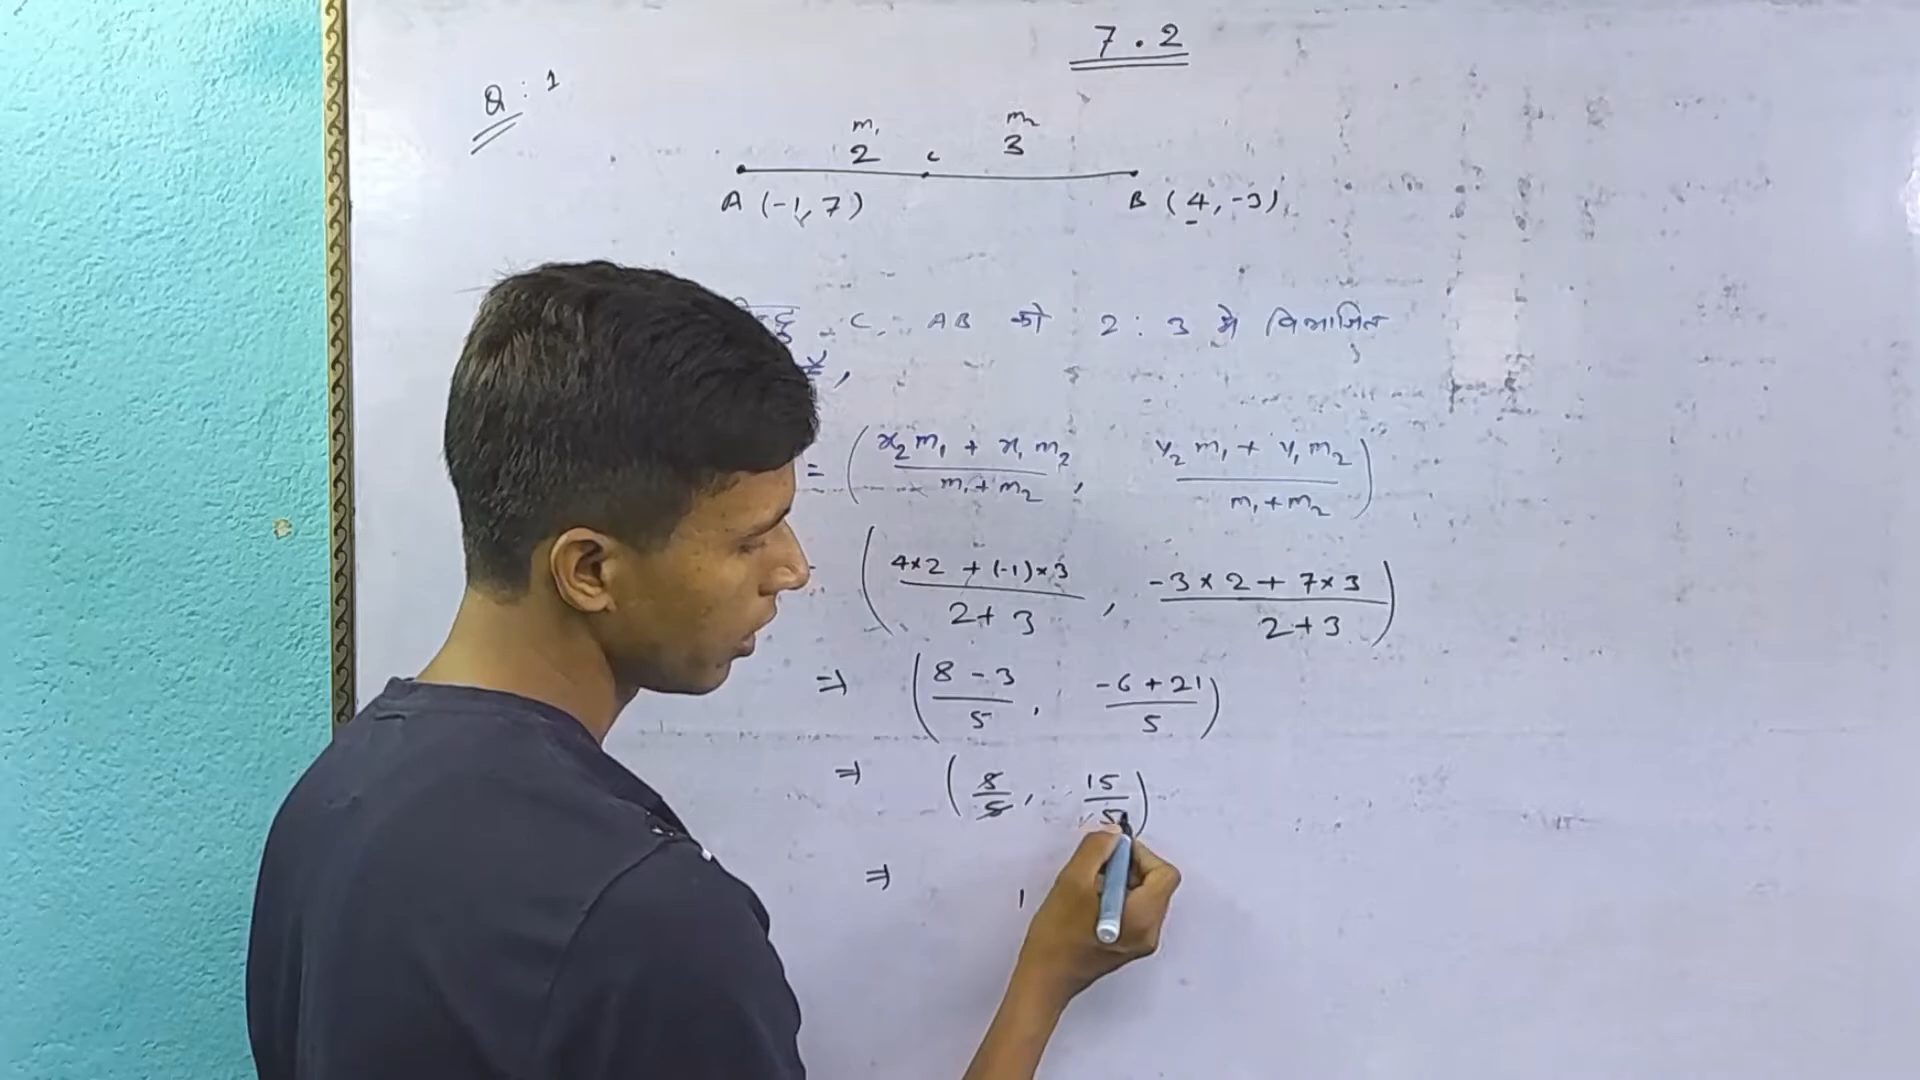 7.2
Q: 1
m₁ m₂
2 c 3
A (-1, 7) B (4, -3)
C, AB को 2 : 3 मे विभाजित
,
= ( (x₂m₁ + x₁m₂)/(m₁+m₂) , (y₂m₁ + y₁m₂)/(m₁+m₂) )
( (4×2 + (-1)×3)/(2+3) , (-3×2 + 7×3)/(2+3) )
⇒ ( (8-3)/5 , (-6+21)/5 )
⇒ ( 8/5 , 15/5 )
⇒ 1